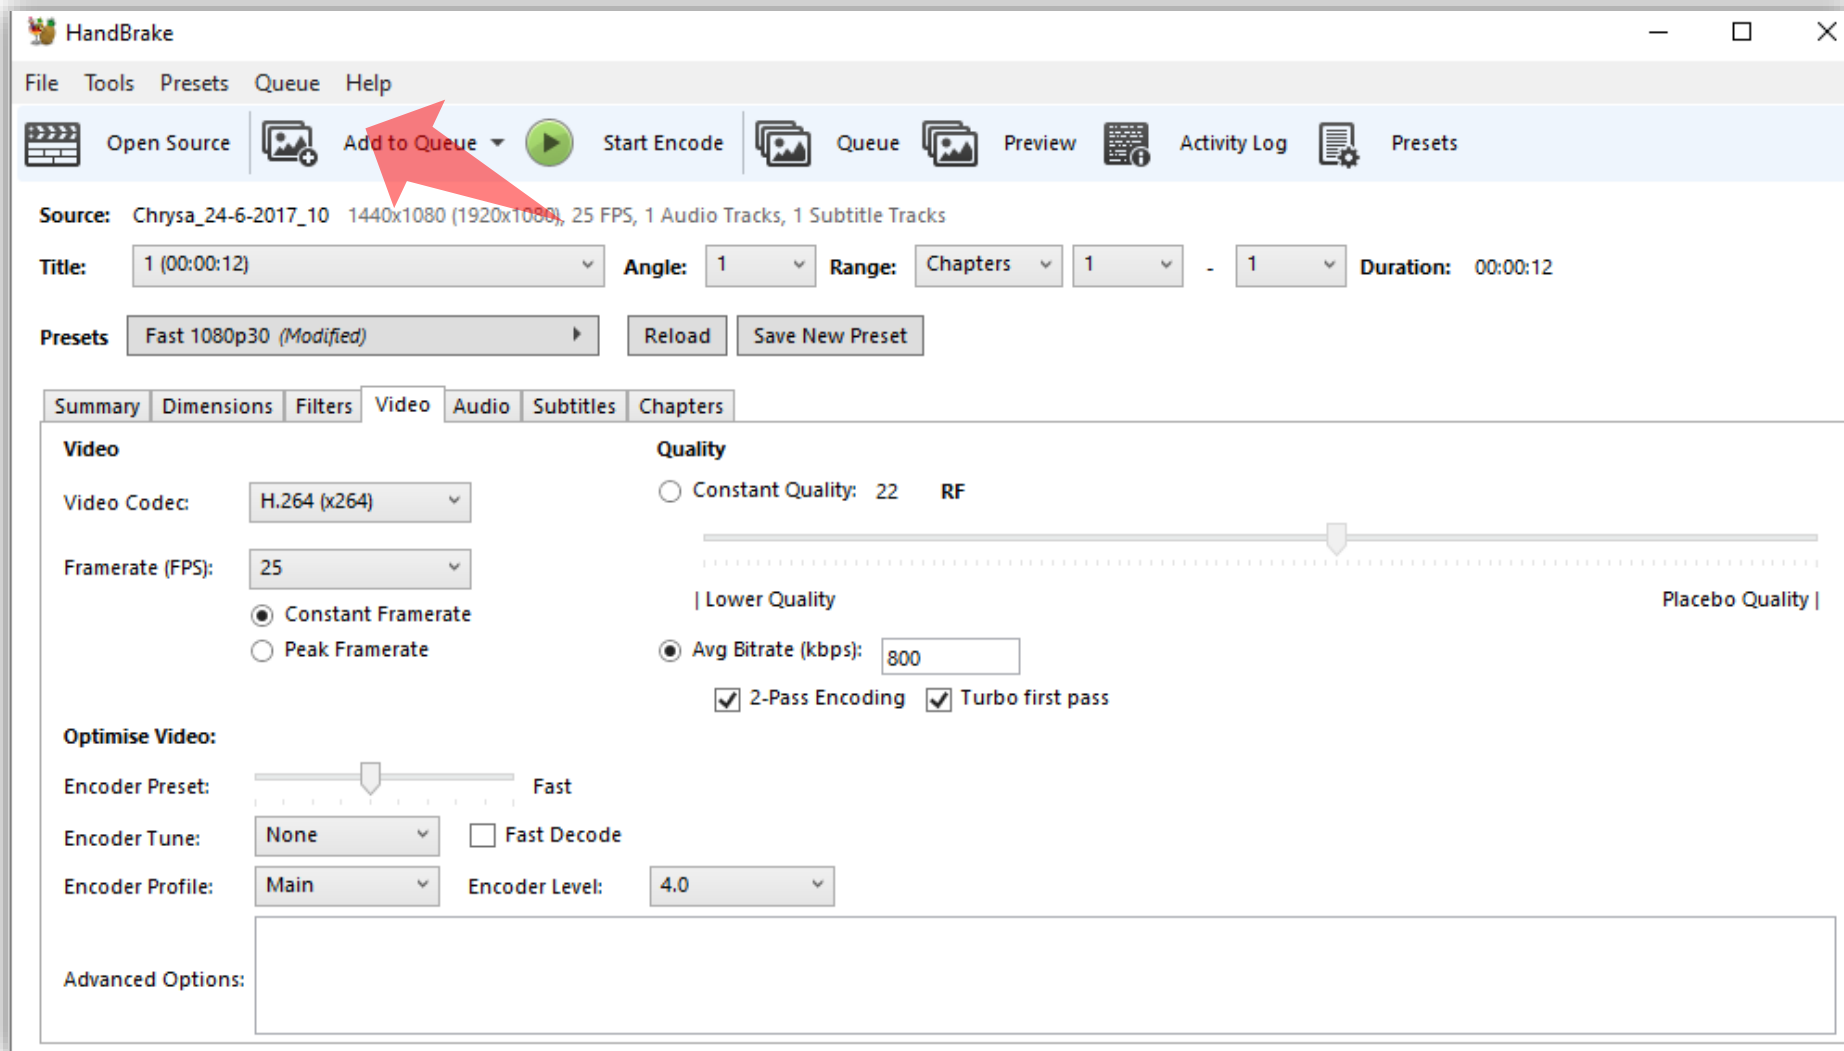 HandBrake
File Tools Presets Queue Help
Open Source Add to Queue Start Encode Queue Preview Activity Log Presets
Source: Chrysa_24-6-2017_10 1440x1080 (1920x1080), 25 FPS, 1 Audio Tracks, 1 Subtitle Tracks
Title: 1 (00:00:12) Angle: 1 Range: Chapters 1 - 1 Duration: 00:00:12
Presets Fast 1080p30 (Modified) Reload Save New Preset
Summary Dimensions Filters Video Audio Subtitles Chapters
Video Quality
Video Codec: H.264 (x264) Constant Quality: 22 RF
Framerate (FPS): 25
| Lower Quality Placebo Quality |
Constant Framerate
Peak Framerate Avg Bitrate (kbps): 800
2-Pass Encoding Turbo first pass
Optimise Video:
Encoder Preset: Fast
Encoder Tune: None Fast Decode
Encoder Profile: Main Encoder Level: 4.0
Advanced Options: